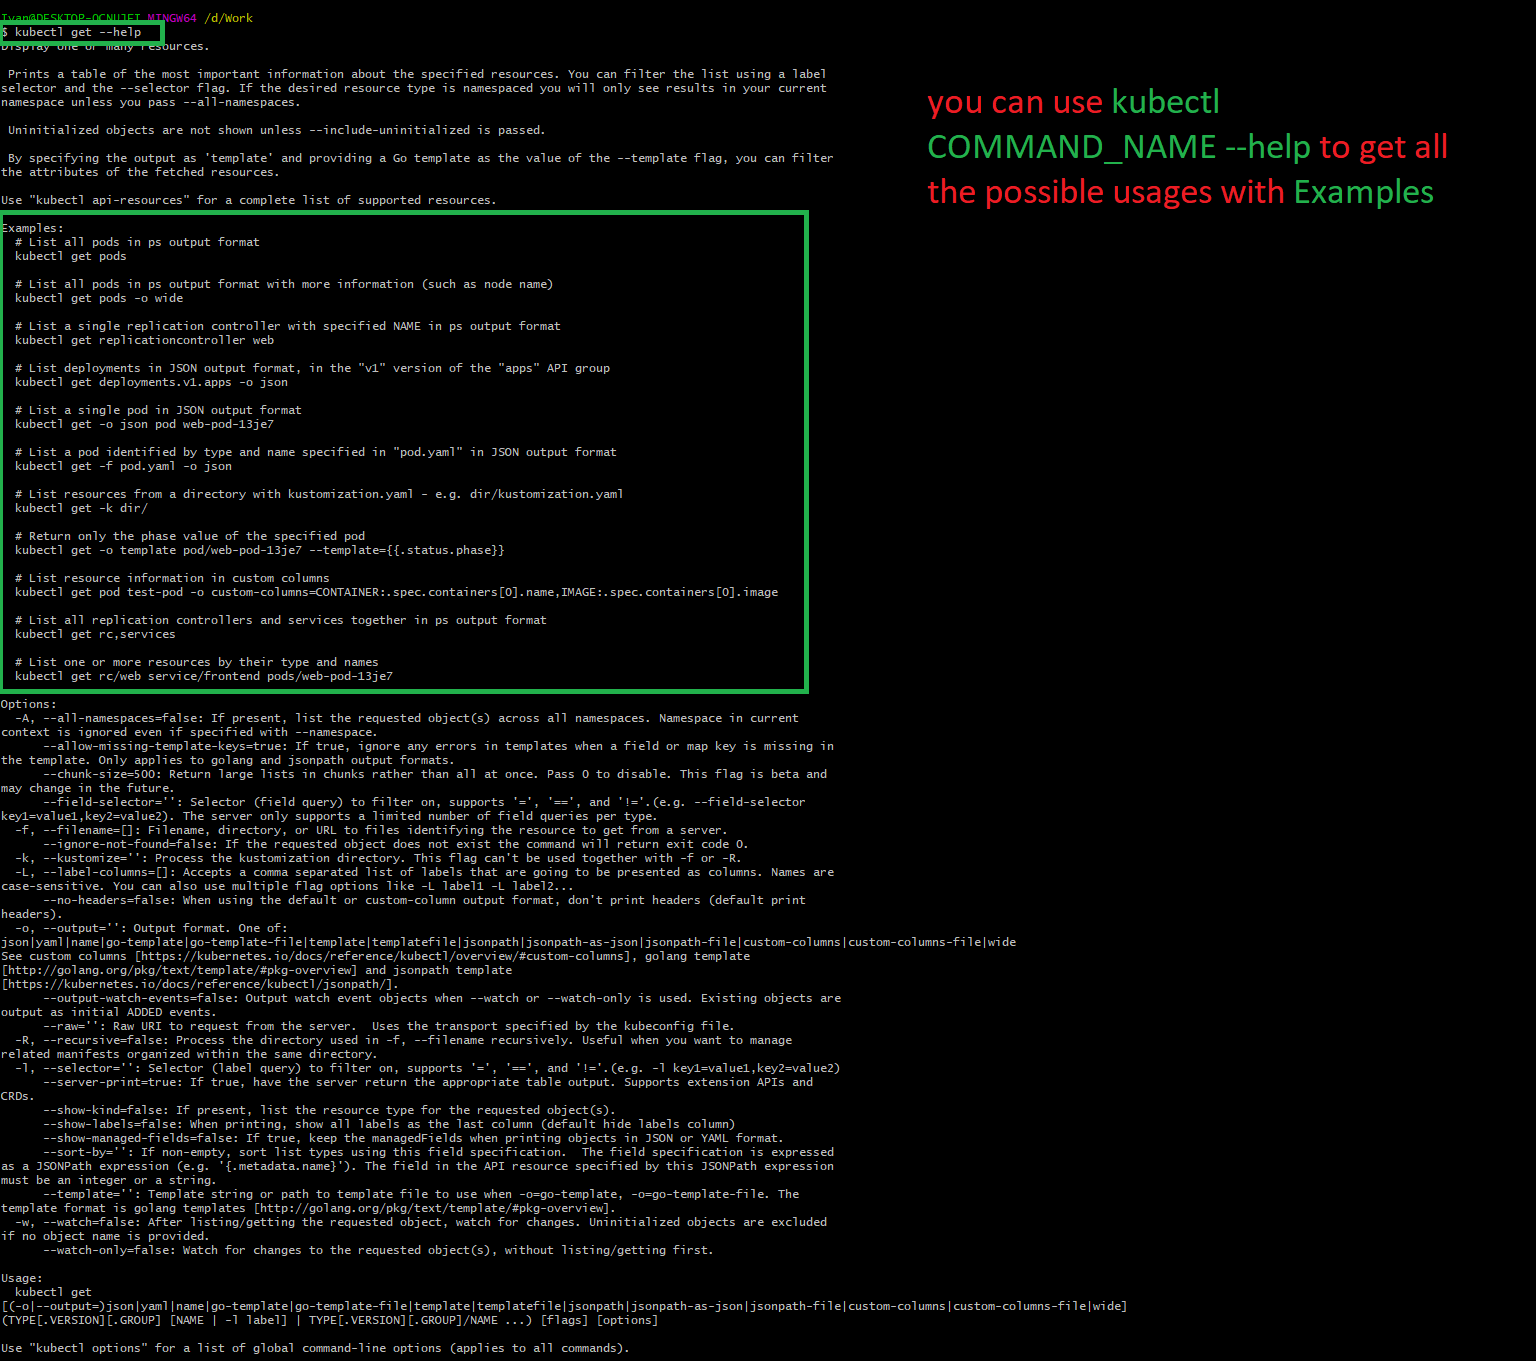 Ivan@DESKTOP-QCNU1EI MINGW64 /d/Work
$ kubectl get --help
Display one or many resources.
 Prints a table of the most important information about the specified resources. You can filter the list using a label
selector and the --selector flag. If the desired resource type is namespaced you will only see results in your current
namespace unless you pass --all-namespaces.
 Uninitialized objects are not shown unless --include-uninitialized is passed.
 By specifying the output as 'template' and providing a Go template as the value of the --template flag, you can filter
the attributes of the fetched resources.
Use "kubectl api-resources" for a complete list of supported resources.
Examples:
  # List all pods in ps output format
  kubectl get pods
  # List all pods in ps output format with more information (such as node name)
  kubectl get pods -o wide
  # List a single replication controller with specified NAME in ps output format
  kubectl get replicationcontroller web
  # List deployments in JSON output format, in the "v1" version of the "apps" API group
  kubectl get deployments.v1.apps -o json
  # List a single pod in JSON output format
  kubectl get -o json pod web-pod-13je7
  # List a pod identified by type and name specified in "pod.yaml" in JSON output format
  kubectl get -f pod.yaml -o json
  # List resources from a directory with kustomization.yaml - e.g. dir/kustomization.yaml
  kubectl get -k dir/
  # Return only the phase value of the specified pod
  kubectl get -o template pod/web-pod-13je7 --template={{.status.phase}}
  # List resource information in custom columns
  kubectl get pod test-pod -o custom-columns=CONTAINER:.spec.containers[0].name,IMAGE:.spec.containers[0].image
  # List all replication controllers and services together in ps output format
  kubectl get rc,services
  # List one or more resources by their type and names
  kubectl get rc/web service/frontend pods/web-pod-13je7
Options:
  -A, --all-namespaces=false: If present, list the requested object(s) across all namespaces. Namespace in current
context is ignored even if specified with --namespace.
      --allow-missing-template-keys=true: If true, ignore any errors in templates when a field or map key is missing in
the template. Only applies to golang and jsonpath output formats.
      --chunk-size=500: Return large lists in chunks rather than all at once. Pass 0 to disable. This flag is beta and
may change in the future.
      --field-selector='': Selector (field query) to filter on, supports '=', '==', and '!='.(e.g. --field-selector
key1=value1,key2=value2). The server only supports a limited number of field queries per type.
  -f, --filename=[]: Filename, directory, or URL to files identifying the resource to get from a server.
      --ignore-not-found=false: If the requested object does not exist the command will return exit code 0.
  -k, --kustomize='': Process the kustomization directory. This flag can't be used together with -f or -R.
  -L, --label-columns=[]: Accepts a comma separated list of labels that are going to be presented as columns. Names are
case-sensitive. You can also use multiple flag options like -L label1 -L label2...
      --no-headers=false: When using the default or custom-column output format, don't print headers (default print
headers).
  -o, --output='': Output format. One of:
json|yaml|name|go-template|go-template-file|template|templatefile|jsonpath|jsonpath-as-json|jsonpath-file|custom-columns|custom-columns-file|wide
See custom columns [https://kubernetes.io/docs/reference/kubectl/overview/#custom-columns], golang template
[http://golang.org/pkg/text/template/#pkg-overview] and jsonpath template
[https://kubernetes.io/docs/reference/kubectl/jsonpath/].
      --output-watch-events=false: Output watch event objects when --watch or --watch-only is used. Existing objects are
output as initial ADDED events.
      --raw='': Raw URI to request from the server.  Uses the transport specified by the kubeconfig file.
  -R, --recursive=false: Process the directory used in -f, --filename recursively. Useful when you want to manage
related manifests organized within the same directory.
  -l, --selector='': Selector (label query) to filter on, supports '=', '==', and '!='.(e.g. -l key1=value1,key2=value2)
      --server-print=true: If true, have the server return the appropriate table output. Supports extension APIs and
CRDs.
      --show-kind=false: If present, list the resource type for the requested object(s).
      --show-labels=false: When printing, show all labels as the last column (default hide labels column)
      --show-managed-fields=false: If true, keep the managedFields when printing objects in JSON or YAML format.
      --sort-by='': If non-empty, sort list types using this field specification.  The field specification is expressed
as a JSONPath expression (e.g. '{.metadata.name}'). The field in the API resource specified by this JSONPath expression
must be an integer or a string.
      --template='': Template string or path to template file to use when -o=go-template, -o=go-template-file. The
template format is golang templates [http://golang.org/pkg/text/template/#pkg-overview].
  -w, --watch=false: After listing/getting the requested object, watch for changes. Uninitialized objects are excluded
if no object name is provided.
      --watch-only=false: Watch for changes to the requested object(s), without listing/getting first.
Usage:
  kubectl get
[(-o|--output=)json|yaml|name|go-template|go-template-file|template|templatefile|jsonpath|jsonpath-as-json|jsonpath-file|custom-columns|custom-columns-file|wide]
(TYPE[.VERSION][.GROUP] [NAME | -l label] | TYPE[.VERSION][.GROUP]/NAME ...) [flags] [options]
Use "kubectl options" for a list of global command-line options (applies to all commands).
you can use kubectl
COMMAND_NAME --help to get all
the possible usages with Examples